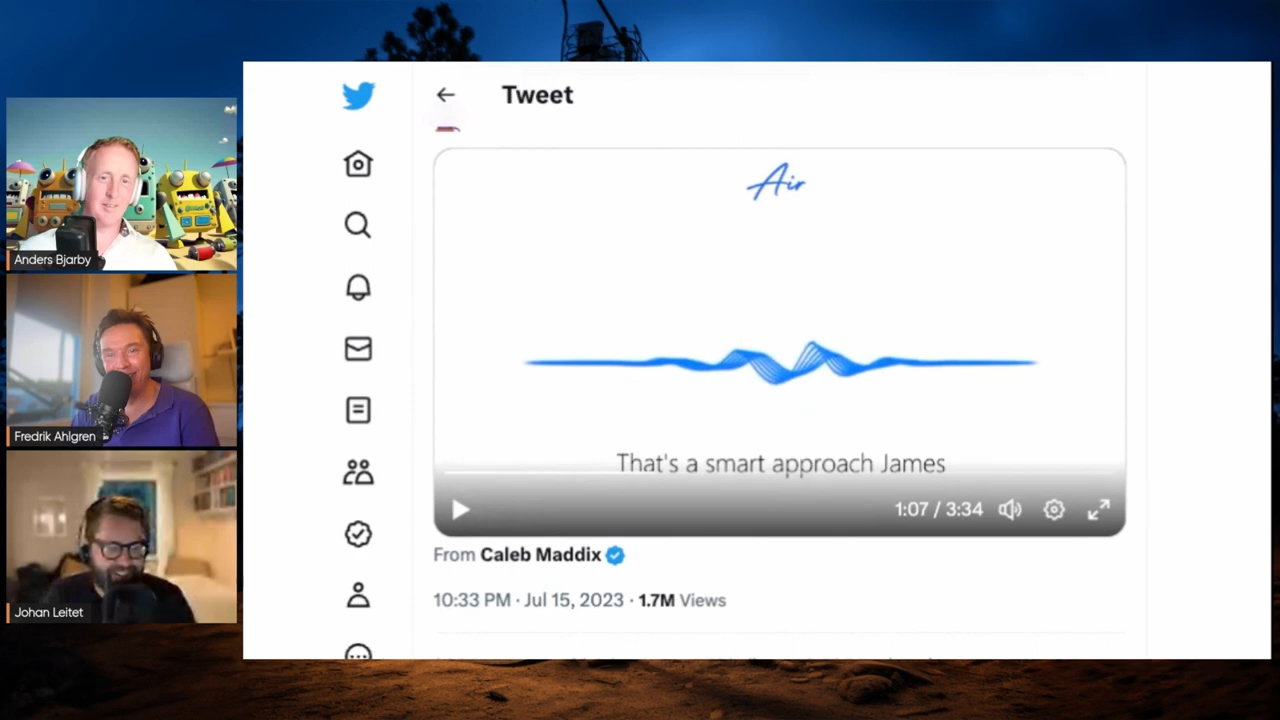 Tweet
Air
That's a smart approach James
1:07 / 3:34
From Caleb Maddix
10:33 PM · Jul 15, 2023 · 1.7M Views
Anders Bjarby
Fredrik Ahlgren
Johan Leitet